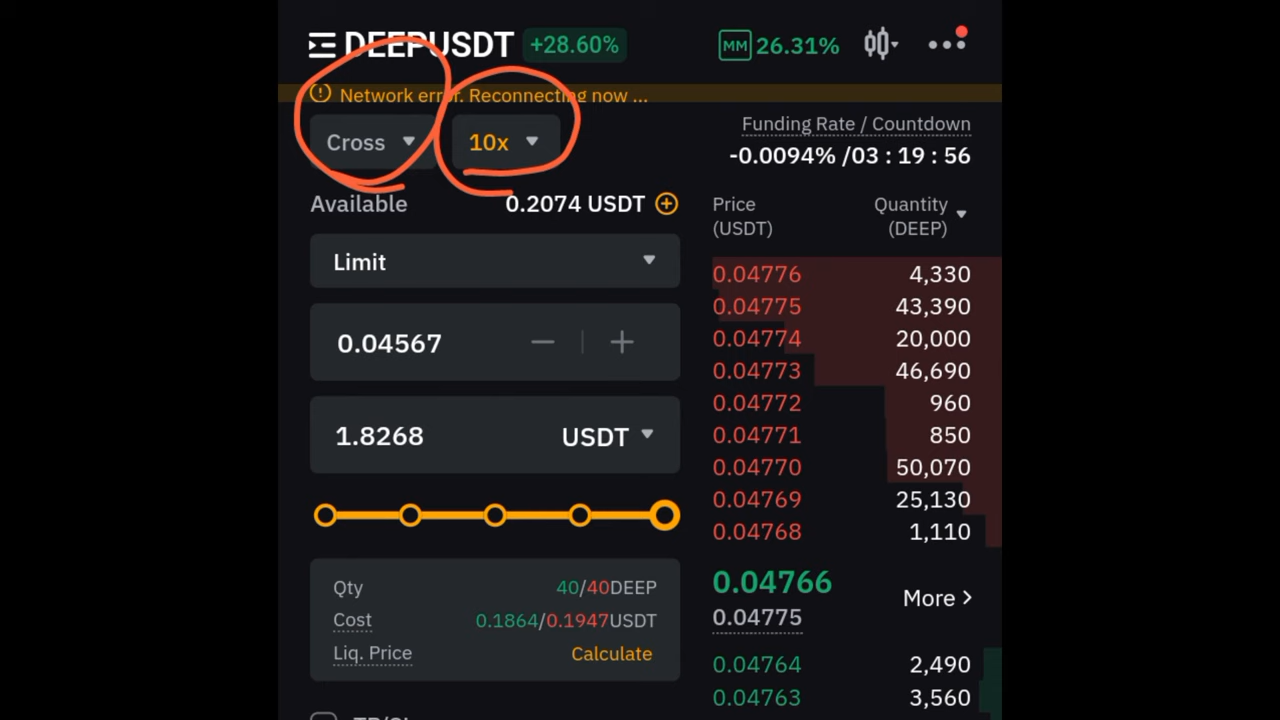 DEEPUSDT +28.60% MM 26.31%
Network error. Reconnecting now ...
Cross 10x Funding Rate / Countdown
-0.0094% /03 : 19 : 56
Available 0.2074 USDT
Price (USDT) Quantity (DEEP)
Limit
0.04567
1.8268 USDT
0.04776 4,330
0.04775 43,390
0.04774 20,000
0.04773 46,690
0.04772 960
0.04771 850
0.04770 50,070
0.04769 25,130
0.04768 1,110
Qty 40/40DEEP
Cost 0.1864/0.1947USDT
Liq. Price Calculate
0.04766
0.04775
More
0.04764 2,490
0.04763 3,560